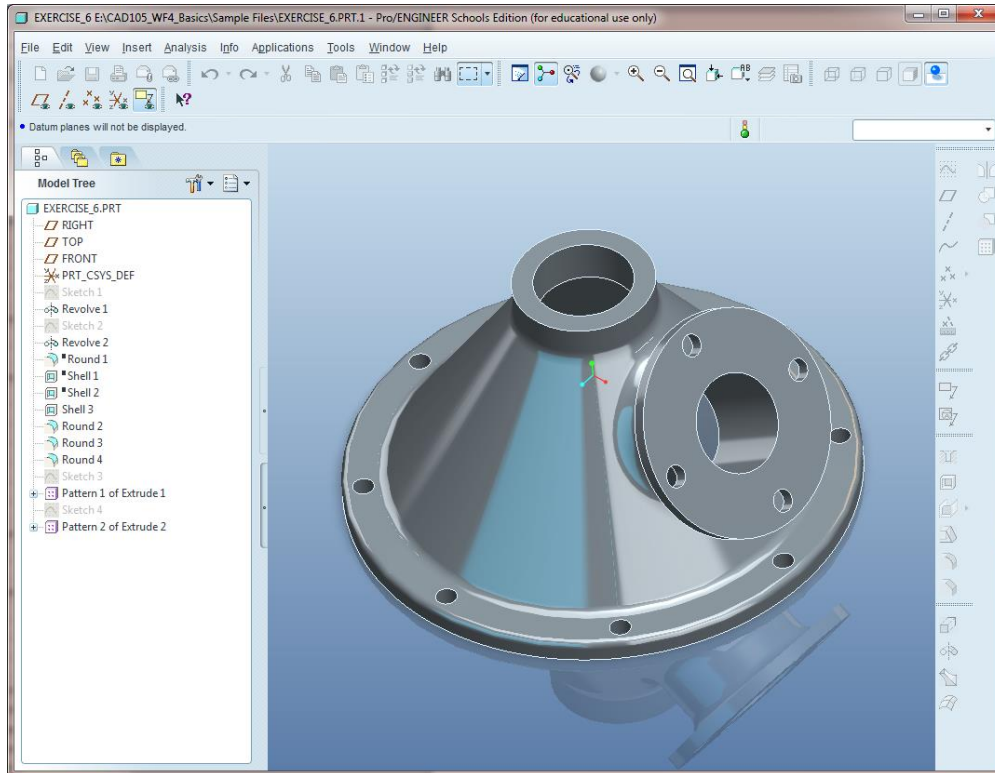 EXERCISE_6 E:\CAD105_WF4_Basics\Sample Files\EXERCISE_6.PRT.1 - Pro/ENGINEER Schools Edition (for educational use only)
File Edit View Insert Analysis Info Applications Tools Window Help
• Datum planes will not be displayed.
Model Tree
EXERCISE_6.PRT
RIGHT
TOP
FRONT
PRT_CSYS_DEF
Sketch 1
Revolve 1
Sketch 2
Revolve 2
Round 1
Shell 1
Shell 2
Shell 3
Round 2
Round 3
Round 4
Sketch 3
Pattern 1 of Extrude 1
Sketch 4
Pattern 2 of Extrude 2